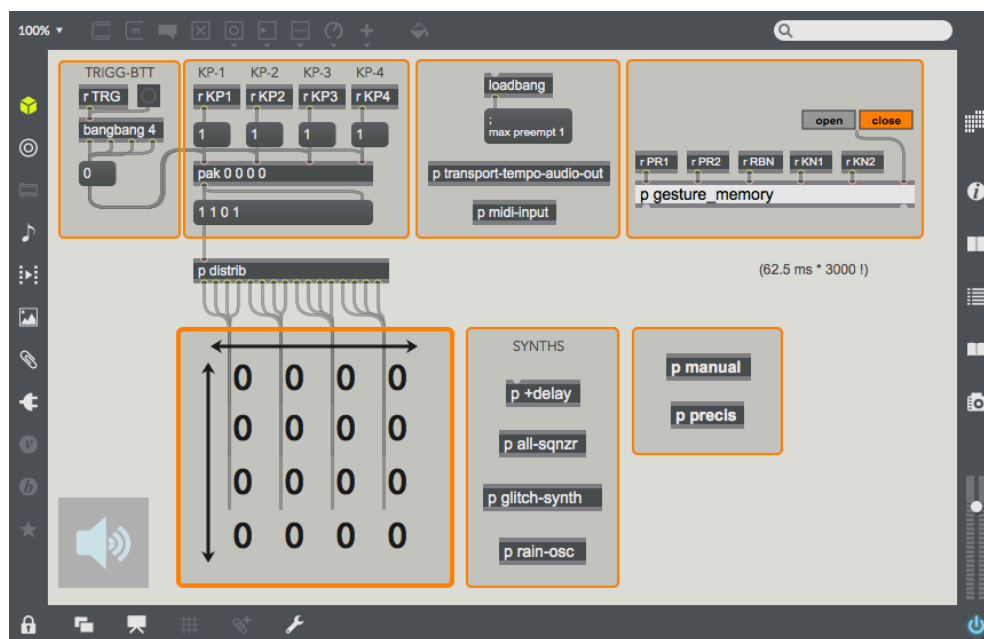 100%
TRIGG-BTT
KP-1 KP-2 KP-3 KP-4
r TRG
r KP1 r KP2 r KP3 r KP4
bangbang 4
1 1 1 1
0
pak 0 0 0 0
1 1 0 1
p distrib
loadbang
;
max preempt 1
p transport-tempo-audio-out
p midi-input
open close
r PR1 r PR2 r RBN r KN1 r KN2
p gesture_memory
(62.5 ms * 3000 !)
0 0 0 0
0 0 0 0
0 0 0 0
0 0 0 0
SYNTHS
p +delay
p all-sqnzr
p glitch-synth
p rain-osc
p manual
p precis